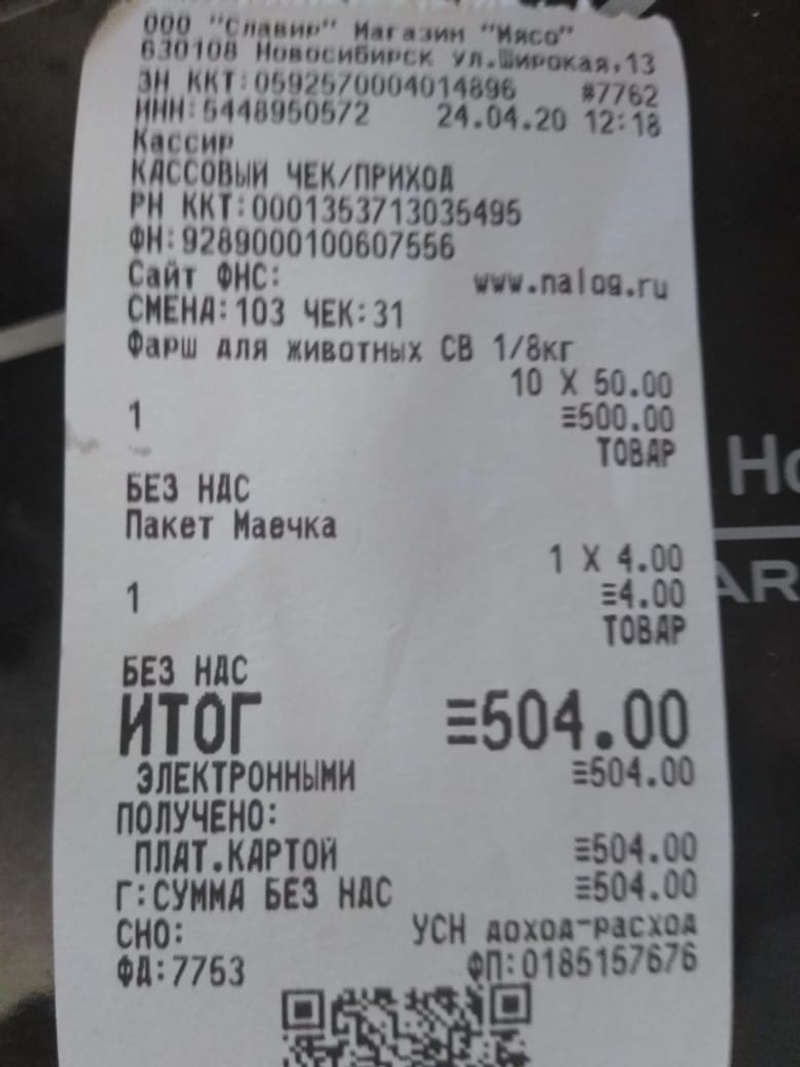 ООО "Славир" Магазин "Мясо"
630108 Новосибирск ул.Широкая,13
ЗН ККТ:0592570004014896 #7762
ИНН:5448950572 24.04.20 12:18
Кассир
КАССОВЫЙ ЧЕК/ПРИХОД
РН ККТ:0001353713035495
ФН:9289000100607556
Сайт ФНС: www.nalog.ru
СМЕНА:103 ЧЕК:31
Фарш для животных СВ 1/8кг
10 X 50.00
1 ≡500.00
ТОВАР
БЕЗ НДС
Пакет Маечка
1 X 4.00
1 ≡4.00
ТОВАР
БЕЗ НДС
ИТОГ ≡504.00
ЭЛЕКТРОННЫМИ ≡504.00
ПОЛУЧЕНО:
ПЛАТ.КАРТОЙ ≡504.00
Г:СУММА БЕЗ НДС ≡504.00
СНО: УСН доход-расход
ФД:7753 ФП:0185157676